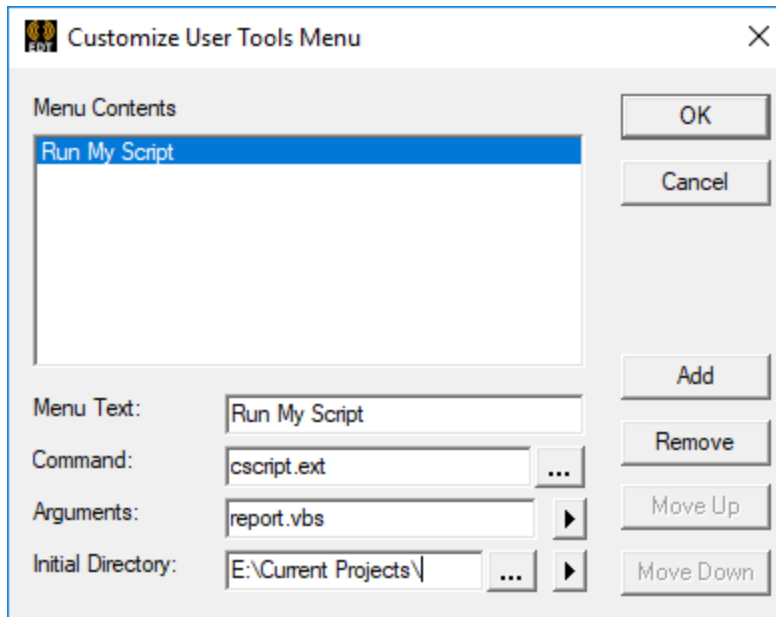 EDT
Customize User Tools Menu
Menu Contents
OK
Run My Script
Cancel
Add
Menu Text: Run My Script
Remove
Command: cscript.ext ...
Arguments: report.vbs
Move Up
Initial Directory: E:\Current Projects\ ...
Move Down